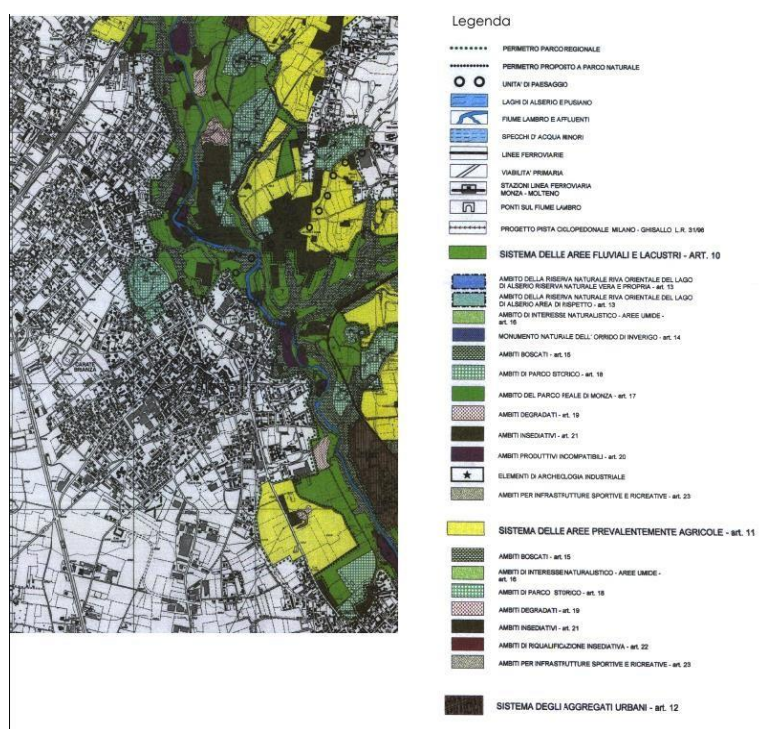 Legenda
PERIMETRO PARCO REGIONALE
PERIMETRO PROPOSTO A PARCO NATURALE
UNITA' DI PAESAGGIO
LAGHI DI ALSERIO E PUSIANO
FIUME LAMBRO E AFFLUENTI
SPECCHI D' ACQUA MINORI
LINEE FERROVIARIE
VIABILITA' PRIMARIA
STAZIONI LINEA FERROVIARIA
MONZA - MOLTENO
PONTI SUL FIUME LAMBRO
PROGETTO PISTA CICLOPEDONALE MILANO - GHISALLO L.R. 31/96
SISTEMA DELLE AREE FLUVIALI E LACUSTRI - ART. 10
AMBITO DELLA RISERVA NATURALE RIVA ORIENTALE DEL LAGO
DI ALSERIO RISERVA NATURALE VERA E PROPRIA - art. 13
AMBITO DELLA RISERVA NATURALE RIVA ORIENTALE DEL LAGO
DI ALSERIO AREA DI RISPETTO - art. 13
AMBITO DI INTERESSE NATURALISTICO - AREE UMIDE -
art. 16
MONUMENTO NATURALE DELL' ORRIDO DI INVERIGO - art. 14
AMBITI BOSCATI - art. 15
AMBITI DI PARCO STORICO - art. 18
AMBITO DEL PARCO REALE DI MONZA - art. 17
AMBITI DEGRADATI - art. 19
AMBITI INSEDIATIVI - art. 21
AMBITI PRODUTTIVI INCOMPATIBILI - art. 20
ELEMENTI DI ARCHEOLOGIA INDUSTRIALE
AMBITI PER INFRASTRUTTURE SPORTIVE E RICREATIVE - art. 23
SISTEMA DELLE AREE PREVALENTEMENTE AGRICOLE - art. 11
AMBITI BOSCATI - art. 15
AMBITI DI INTERESSE NATURALISTICO - AREE UMIDE -
art. 16
AMBITI DI PARCO STORICO - art. 18
AMBITI DEGRADATI - art. 19
AMBITI INSEDIATIVI - art. 21
AMBITI DI RIQUALIFICAZIONE INSEDIATIVA - art. 22
AMBITI PER INFRASTRUTTURE SPORTIVE E RICREATIVE - art. 23
SISTEMA DEGLI AGGREGATI URBANI - art. 12
CARATE
BRIANZA